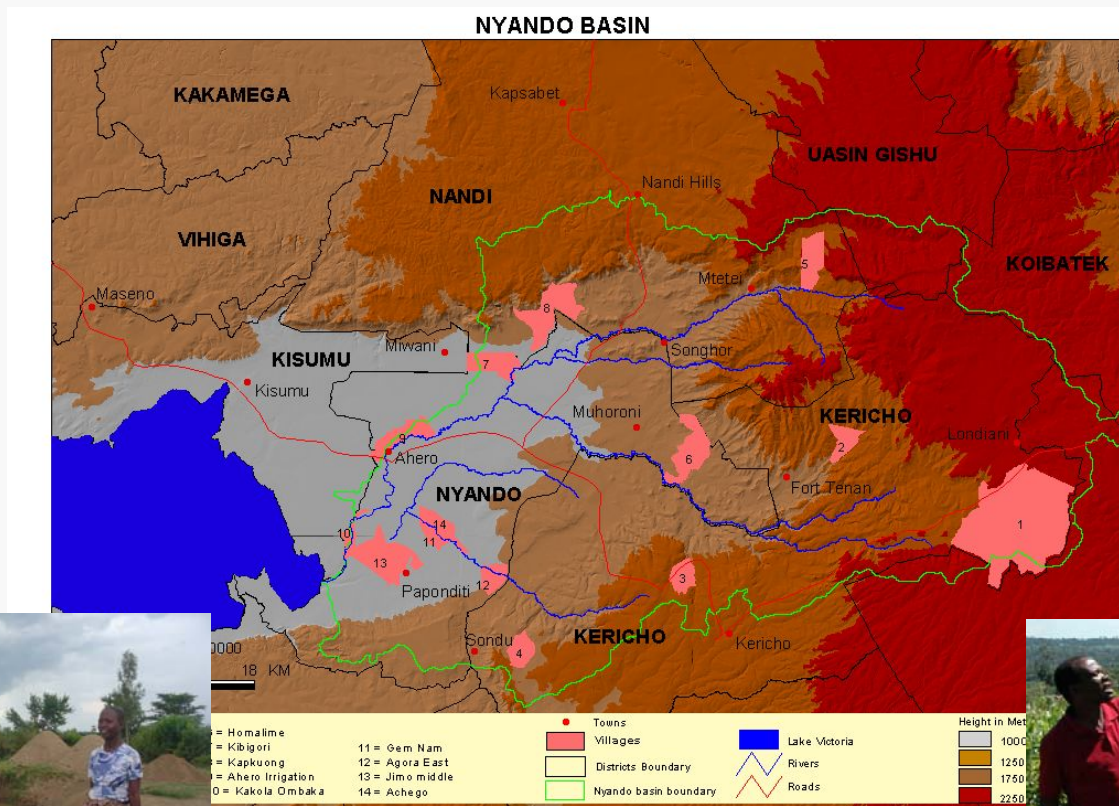 NYANDO BASIN
KAKAMEGA
Kapsabet
UASIN GISHU
Nandi Hills
NANDI
VIHIGA
KOIBATEK
5
Mtetei
Maseno
8
Miwani
Songhor
KISUMU
7
Kisumu
Muhoroni
KERICHO
Londiani
9
2
Ahero
6
Fort Tenan
NYANDO
14
1
10
11
13
3
12
Paponditi
Sondu
KERICHO
Kericho
4
18 KM
= Homalime
= Kibigori
= Kapkuong
= Ahero Irrigation
= Kakola Ombaka
11 = Gem Nam
12 = Agora East
13 = Jimo middle
14 = Achego
Towns
Villages
Districts Boundary
Nyando basin boundary
Lake Victoria
Rivers
Roads
Height in
1250
1750
2250